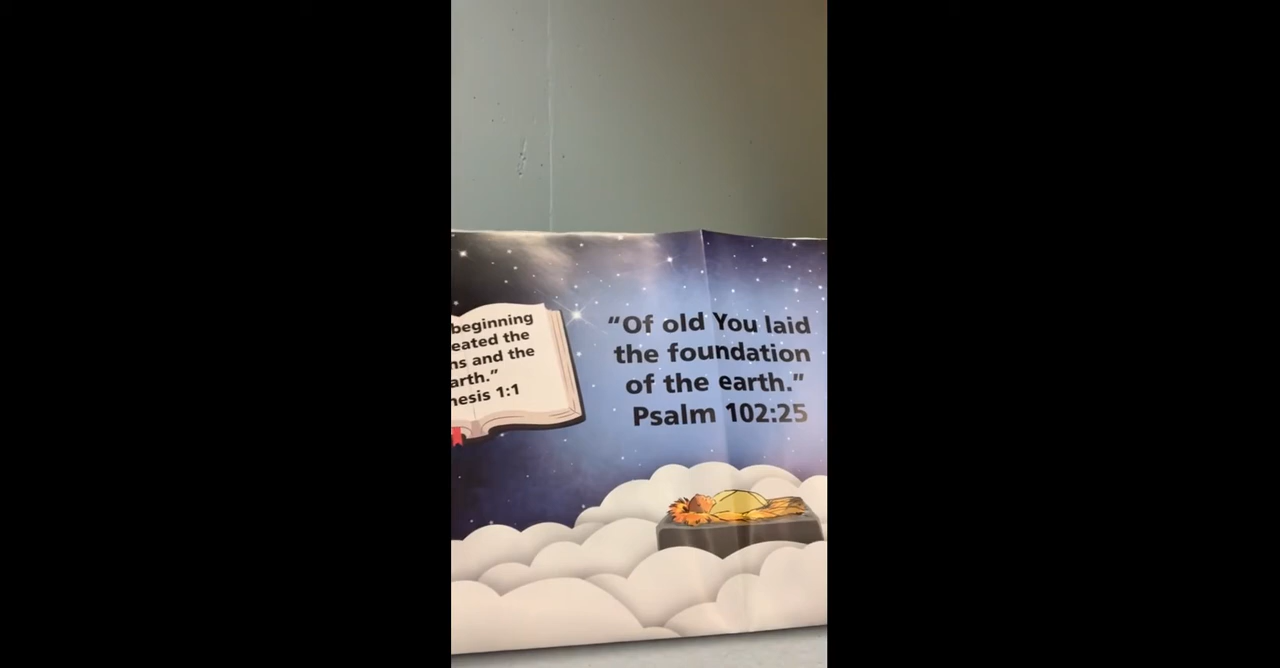 beginning
eated the
ns and the
arth.”
nesis 1:1
“Of old You laid
the foundation
of the earth.”
Psalm 102:25